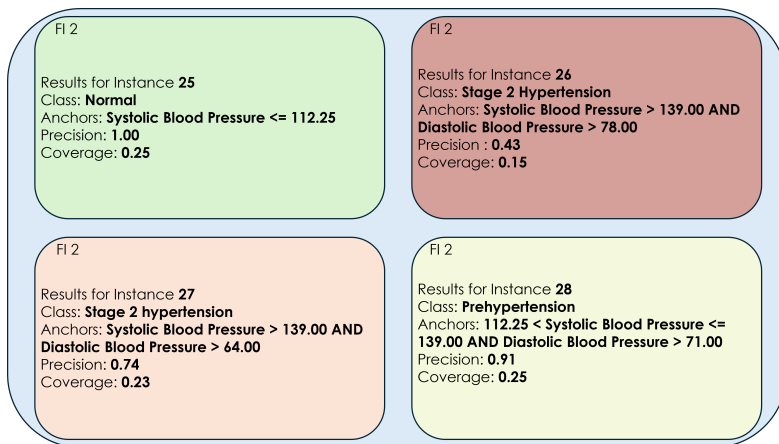 FI 2
Results for Instance 25
Class: Normal
Anchors: Systolic Blood Pressure <= 112.25
Precision: 1.00
Coverage: 0.25
FI 2
Results for Instance 26
Class: Stage 2 Hypertension
Anchors: Systolic Blood Pressure > 139.00 AND
Diastolic Blood Pressure > 78.00
Precision : 0.43
Coverage: 0.15
FI 2
Results for Instance 27
Class: Stage 2 hypertension
Anchors: Systolic Blood Pressure > 139.00 AND
Diastolic Blood Pressure > 64.00
Precision: 0.74
Coverage: 0.23
FI 2
Results for Instance 28
Class: Prehypertension
Anchors: 112.25 < Systolic Blood Pressure <=
139.00 AND Diastolic Blood Pressure > 71.00
Precision: 0.91
Coverage: 0.25